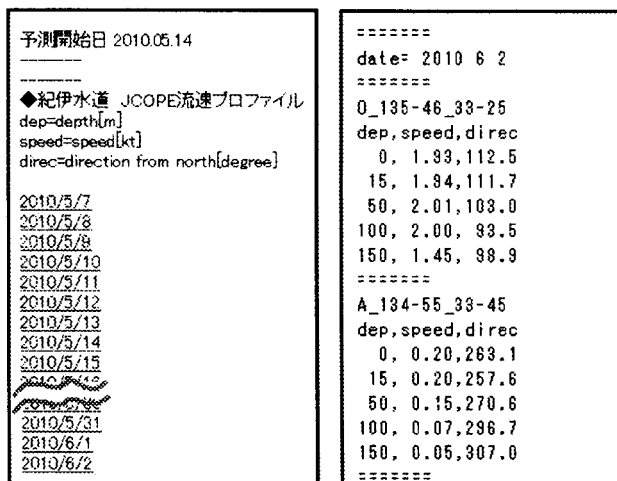 予測開始日 2010.05.14
-------
-------
◆紀伊水道 JCOPE流速プロファイル
dep=depth[m]
speed=speed[kt]
direc=direction from north[degree]
2010/5/7
2010/5/8
2010/5/9
2010/5/10
2010/5/11
2010/5/12
2010/5/13
2010/5/14
2010/5/15
2010/5/31
2010/6/1
2010/6/2
=======
date= 2010 6 2
=======
O_135-46_33-25
dep,speed,direc
0, 1.93,112.5
15, 1.94,111.7
50, 2.01,103.0
100, 2.00, 93.5
150, 1.45, 98.9
=======
A_134-55_33-45
dep,speed,direc
0, 0.20,263.1
15, 0.20,257.6
50, 0.15,270.6
100, 0.07,296.7
150, 0.05,307.0
=======